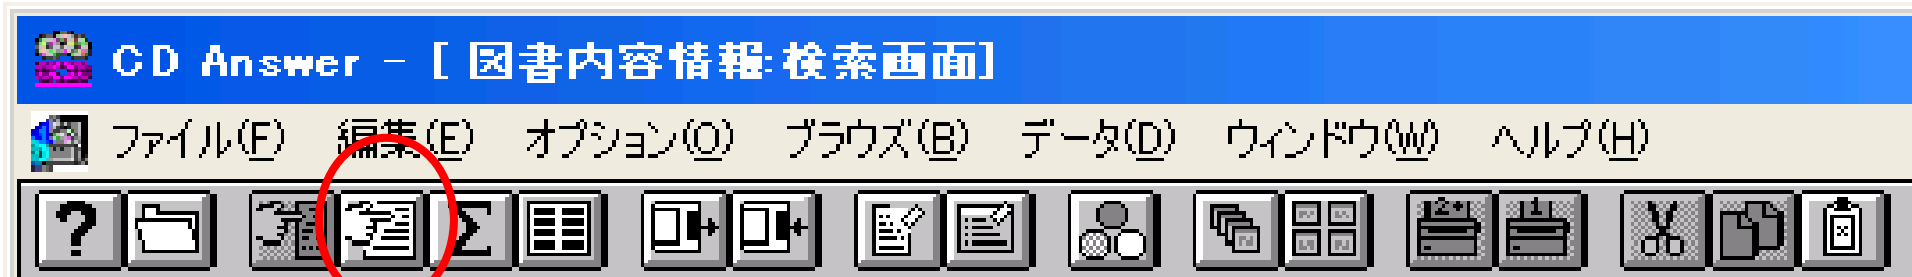 CD Answer - [ 図書内容情報:検索画面]
ファイル(F) 編集(E) オプション(O) ブラウズ(B) データ(D) ウィンドウ(W) ヘルプ(H)
? Σ 2+ 1